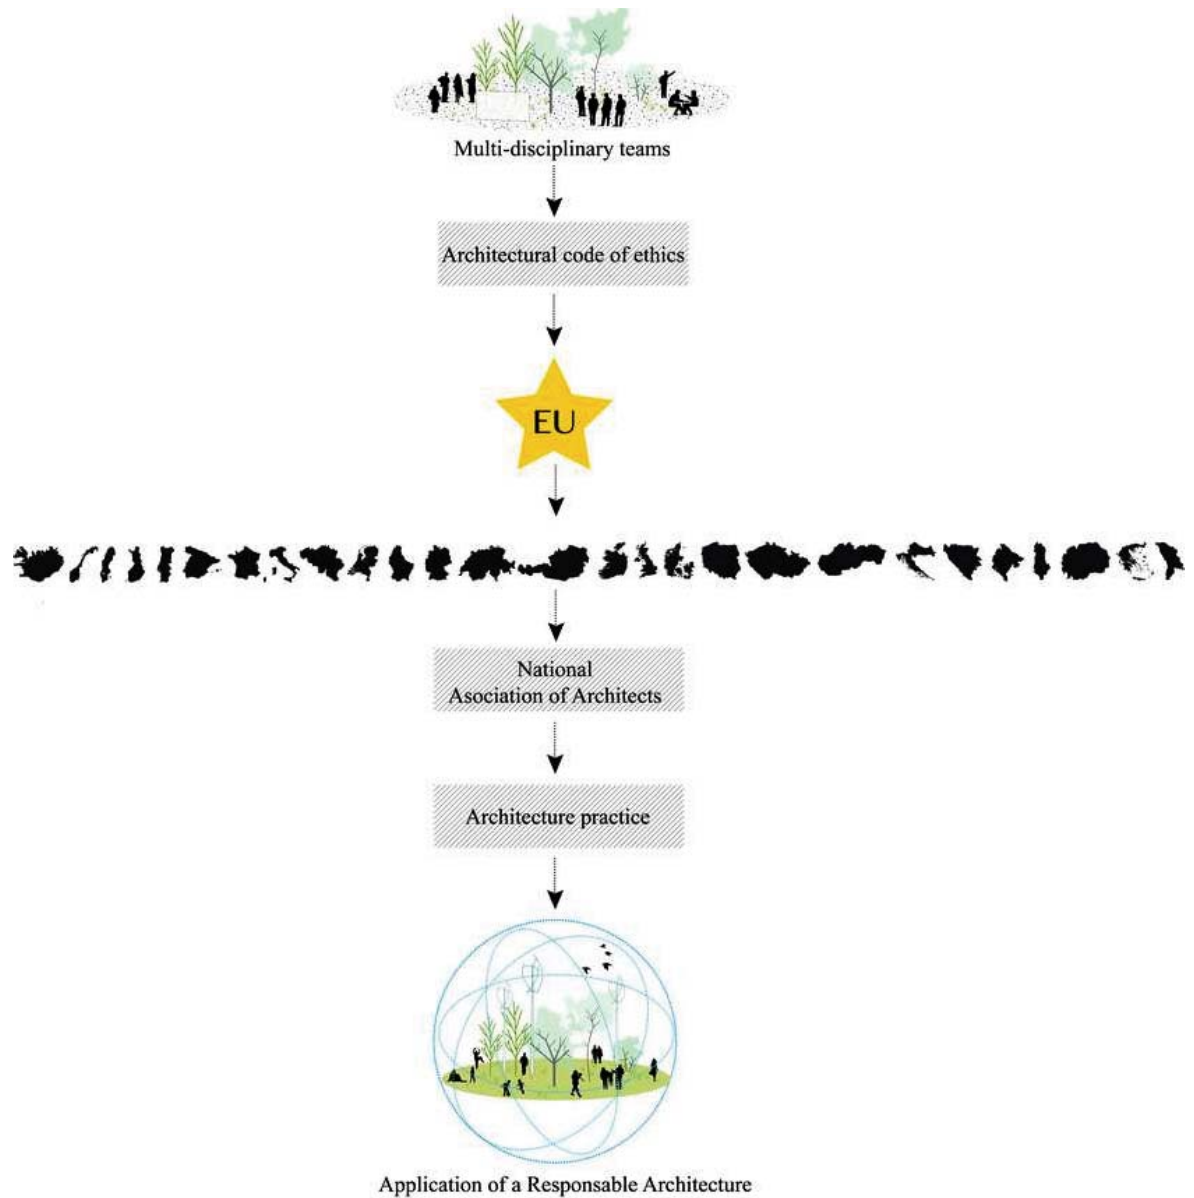 Multi-disciplinary teams
Architectural code of ethics
EU
National
Asociation of Architects
Architecture practice
Application of a Responsable Architecture